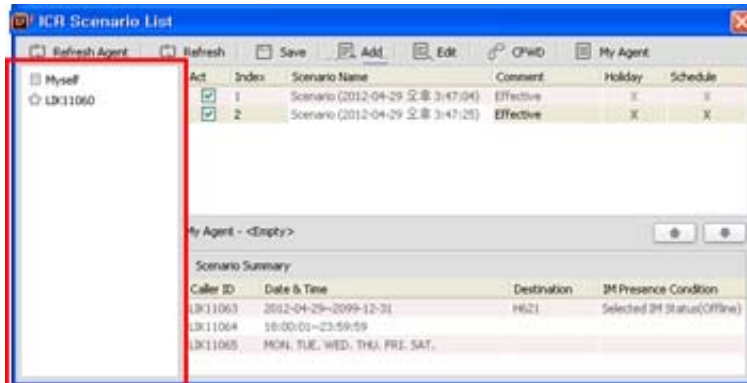 ICR Scenario List
Refresh Agent Refresh Save Add Edit CFWD My Agent
Myself
LIK11060
Act Index Scenario Name Comment Holiday Schedule
1 Scenario (2012-04-29 오후 3:47:04) Effective X X
2 Scenario (2012-04-29 오후 3:47:25) Effective X X
My Agent - <Empty>
Scenario Summary
Caller ID Date & Time Destination IM Presence Condition
LIK11063 2012-04-29~2099-12-31 H621 Selected IM Status(Offline)
LIK11064 18:00:01~23:59:59
LIK11065 MON. TUE. WED. THU. FRI. SAT.